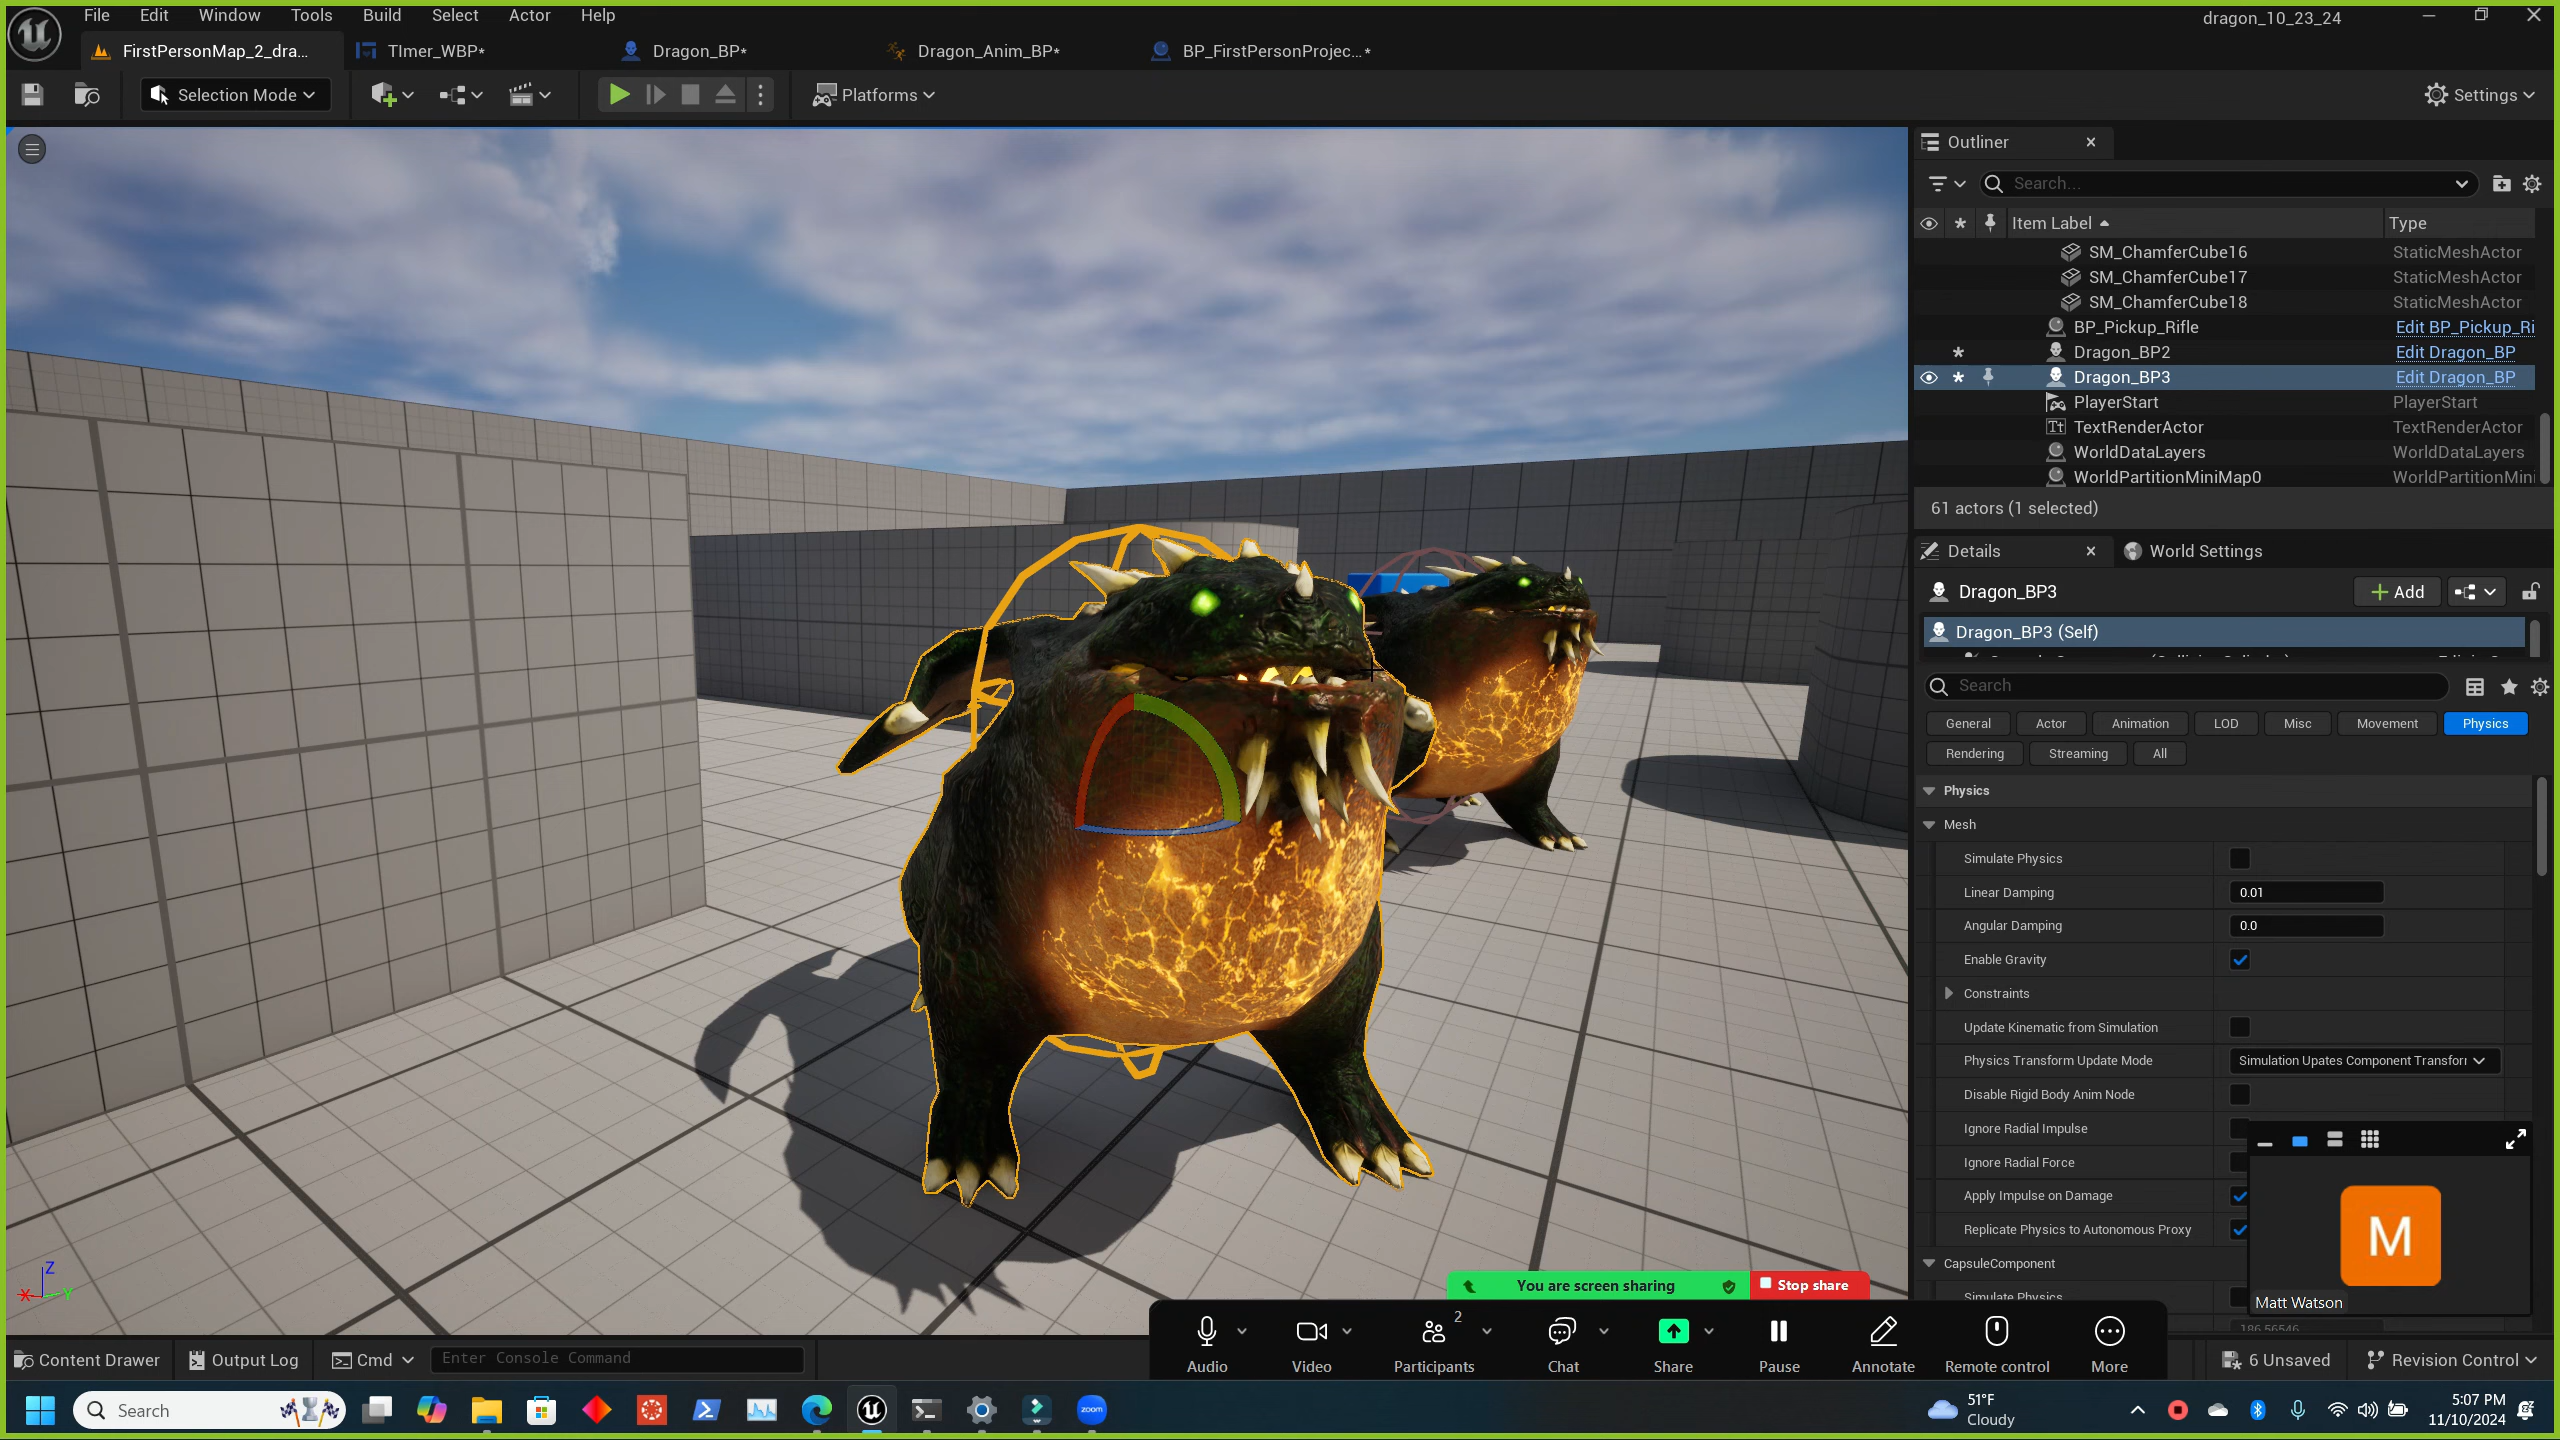 File Edit Window Tools Build Select Actor Help
dragon_10_23_24
FirstPersonMap_2_dra... TImer_WBP* Dragon_BP* Dragon_Anim_BP* BP_FirstPersonProjec...*
Selection Mode Platforms Settings
Outliner
Search...
Item Label Type
SM_ChamferCube16 StaticMeshActor
SM_ChamferCube17 StaticMeshActor
SM_ChamferCube18 StaticMeshActor
BP_Pickup_Rifle Edit BP_Pickup_Ri
Dragon_BP2 Edit Dragon_BP
Dragon_BP3 Edit Dragon_BP
PlayerStart PlayerStart
TextRenderActor TextRenderActor
WorldDataLayers WorldDataLayers
WorldPartitionMiniMap0 WorldPartitionMini
61 actors (1 selected)
Details World Settings
Dragon_BP3 Add
Dragon_BP3 (Self)
Search
General Actor Animation LOD Misc Movement Physics
Rendering Streaming All
Physics
Mesh
Simulate Physics
Linear Damping 0.01
Angular Damping 0.0
Enable Gravity
Constraints
Update Kinematic from Simulation
Physics Transform Update Mode Simulation Upates Component Transfor
Disable Rigid Body Anim Node
Ignore Radial Impulse
Ignore Radial Force
Apply Impulse on Damage
Replicate Physics to Autonomous Proxy
CapsuleComponent
Simulate Physics
186.56546
M
Matt Watson
Z
X Y
You are screen sharing Stop share
2
Audio Video Participants Chat Share Pause Annotate Remote control More
Content Drawer Output Log Cmd Enter Console Command
6 Unsaved Revision Control
Search
zoom
51°F
Cloudy
5:07 PM
11/10/2024